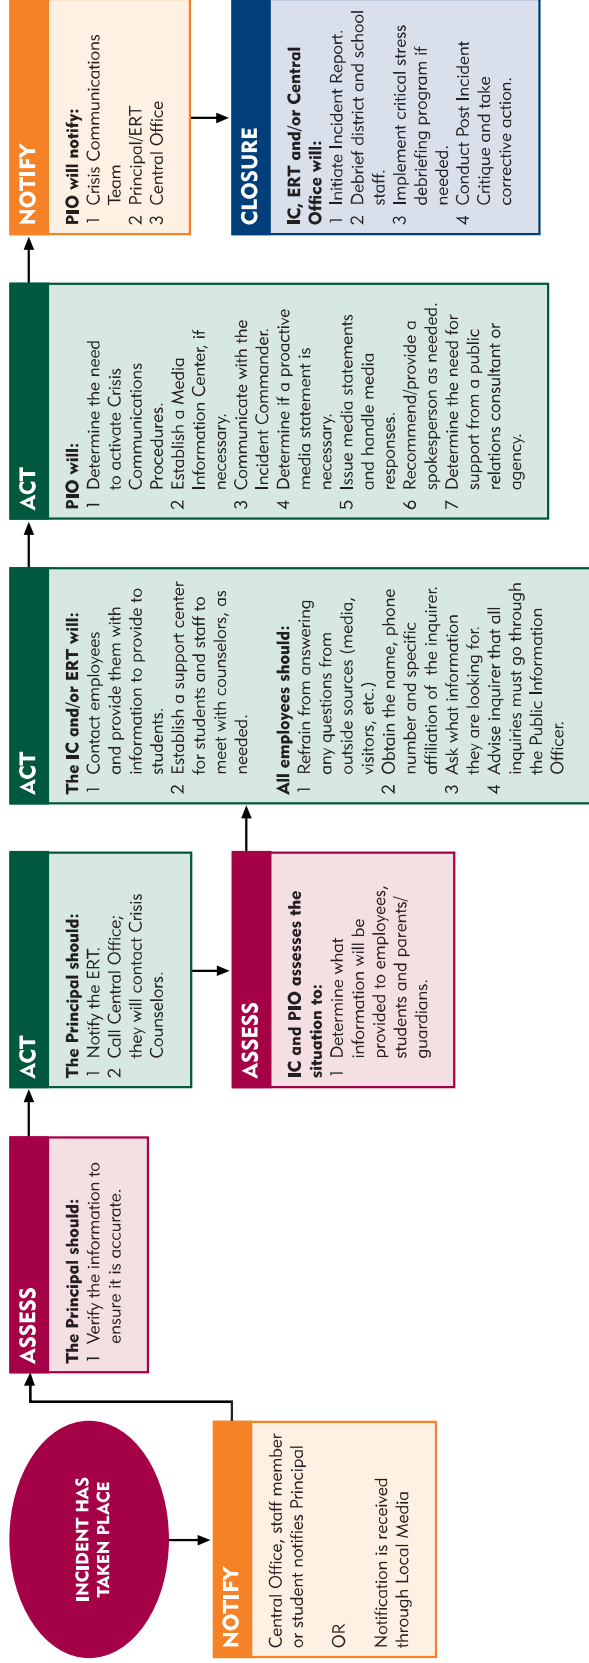 INCIDENT HAS
TAKEN PLACE
NOTIFY
Central Office, staff member
or student notifies Principal
OR
Notification is received
through Local Media
ASSESS
The Principal should:
1 Verify the information to
ensure it is accurate.
ACT
The Principal should:
1 Notify the ERT.
2 Call Central Office;
they will contact Crisis
Counselors.
ASSESS
IC and PIO assesses the
situation to:
1 Determine what
information will be
provided to employees,
students and parents/
guardians.
ACT
The IC and/or ERT will:
1 Contact employees
and provide them with
information to provide to
students.
2 Establish a support center
for students and staff to
meet with counselors, as
needed.
All employees should:
1 Refrain from answering
any questions from
outside sources (media,
visitors, etc.)
2 Obtain the name, phone
number and specific
affiliation of the inquirer.
3 Ask what information
they are looking for.
4 Advise inquirer that all
inquiries must go through
the Public Information
Officer.
ACT
PIO will:
1 Determine the need
to activate Crisis
Communications
Procedures.
2 Establish a Media
Information Center, if
necessary.
3 Communicate with the
Incident Commander.
4 Determine if a proactive
media statement is
necessary.
5 Issue media statements
and handle media
responses.
6 Recommend/provide a
spokesperson as needed.
7 Determine the need for
support from a public
relations consultant or
agency.
NOTIFY
PIO will notify:
1 Crisis Communications
Team
2 Principal/ERT
3 Central Office
CLOSURE
IC, ERT and/or Central
Office will:
1 Initiate Incident Report.
2 Debrief district and school
staff.
3 Implement critical stress
debriefing program if
needed.
4 Conduct Post Incident
Critique and take
corrective action.